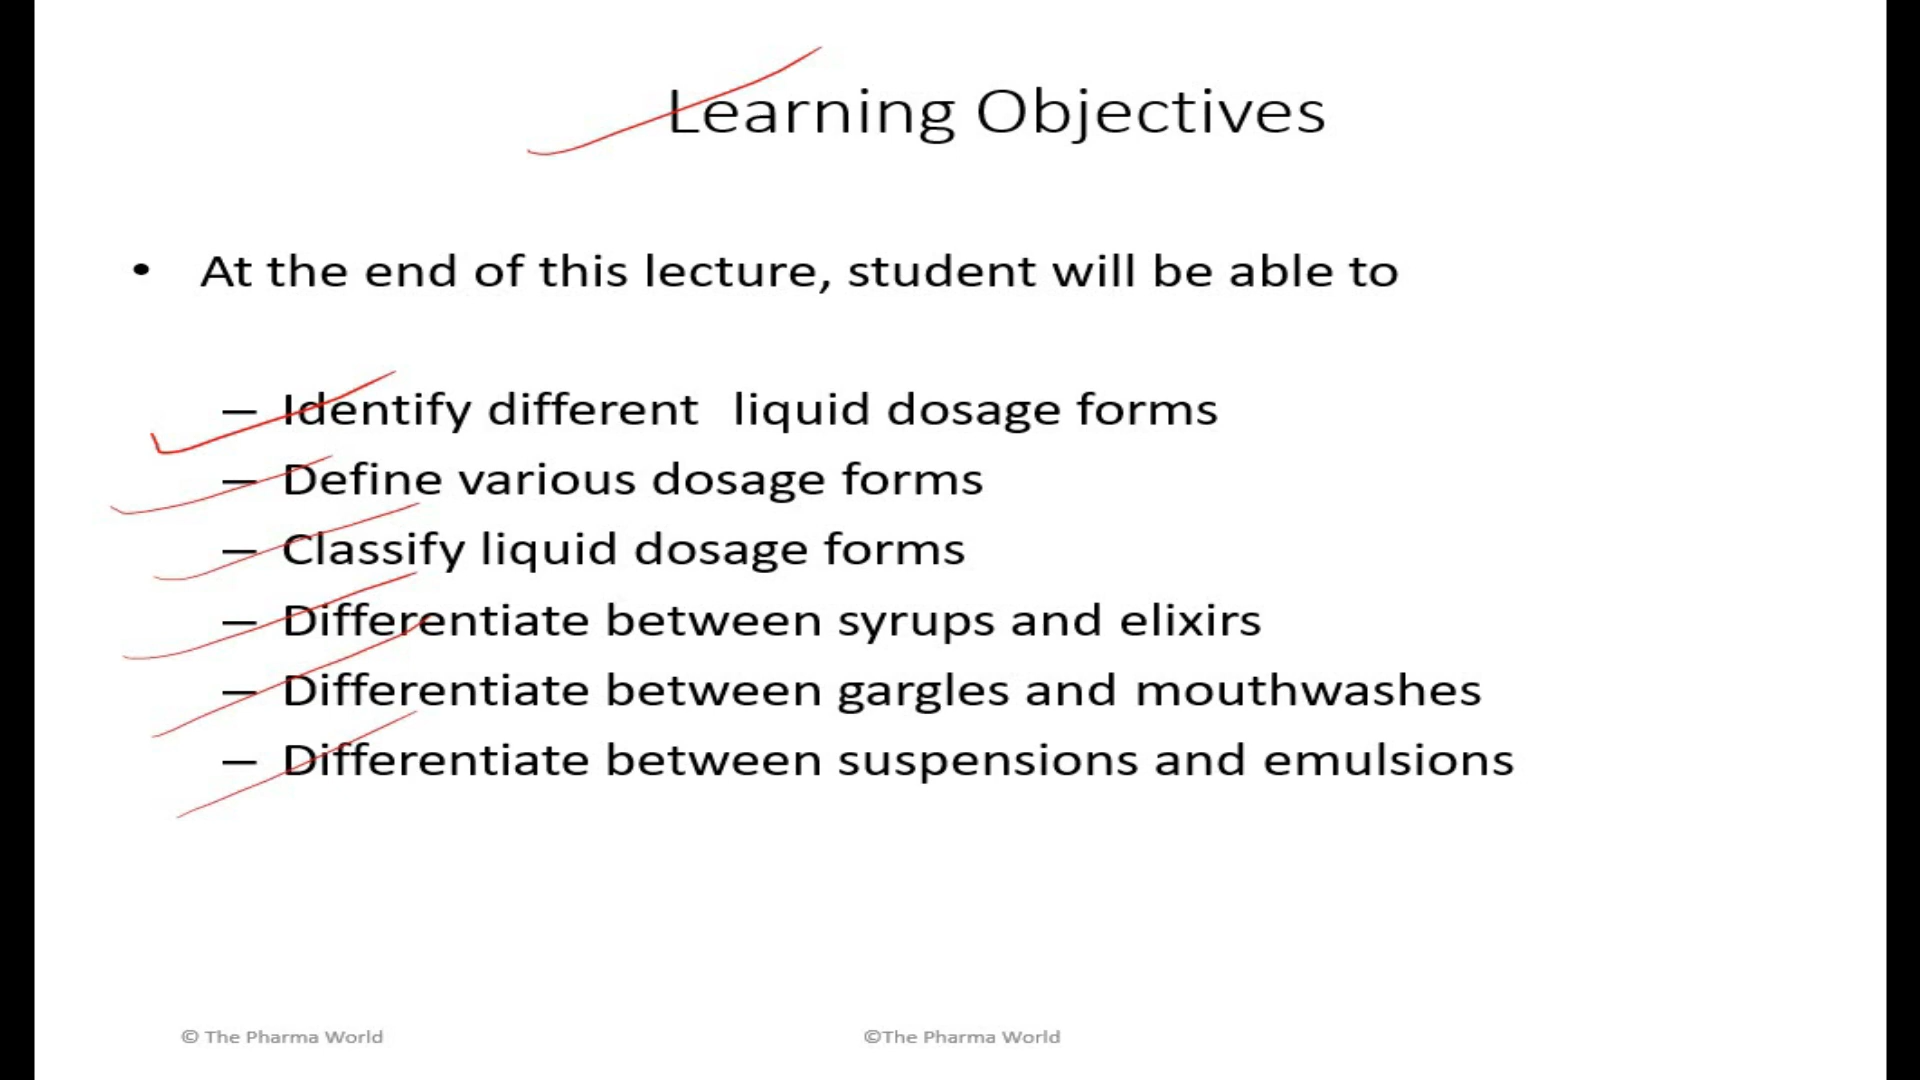 Learning Objectives
• At the end of this lecture, student will be able to
– Identify different liquid dosage forms
– Define various dosage forms
– Classify liquid dosage forms
– Differentiate between syrups and elixirs
– Differentiate between gargles and mouthwashes
– Differentiate between suspensions and emulsions
© The Pharma World
©The Pharma World